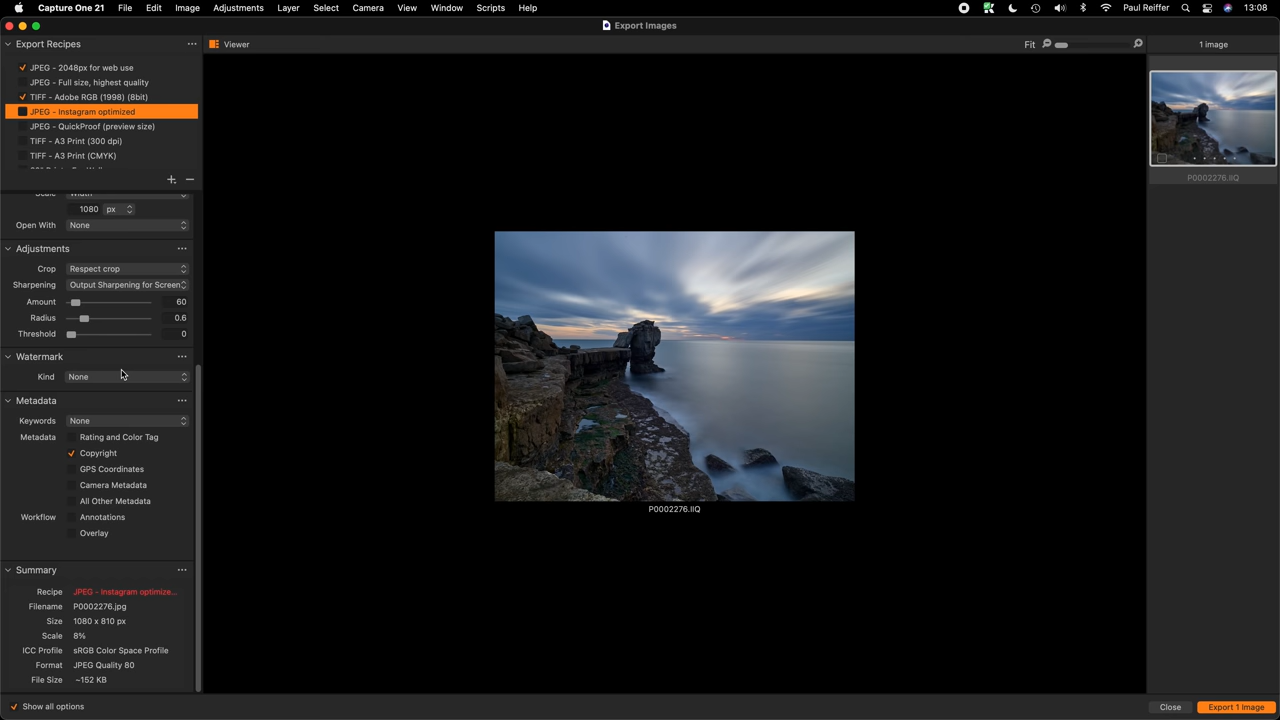 Capture One 21 File Edit Image Adjustments Layer Select Camera View Window Scripts Help Paul Reiffer 13:08
Export Images
Export Recipes
Viewer
Fit
1 image
JPEG - 2048px for web use
JPEG - Full size, highest quality
TIFF - Adobe RGB (1998) (8bit)
JPEG - Instagram optimized
JPEG - QuickProof (preview size)
TIFF - A3 Print (300 dpi)
TIFF - A3 Print (CMYK)
P0002276.IIQ
Scale Width
1080 px
Open With None
Adjustments
Crop Respect crop
Sharpening Output Sharpening for Screen
Amount 60
Radius 0.6
Threshold 0
Watermark
Kind None
Metadata
Keywords None
Metadata Rating and Color Tag
Copyright
GPS Coordinates
Camera Metadata
All Other Metadata
Workflow Annotations
Overlay
P0002276.IIQ
Summary
Recipe JPEG - Instagram optimize...
Filename P0002276.jpg
Size 1080 x 810 px
Scale 8%
ICC Profile sRGB Color Space Profile
Format JPEG Quality 80
File Size ~152 KB
Show all options
Close
Export 1 Image